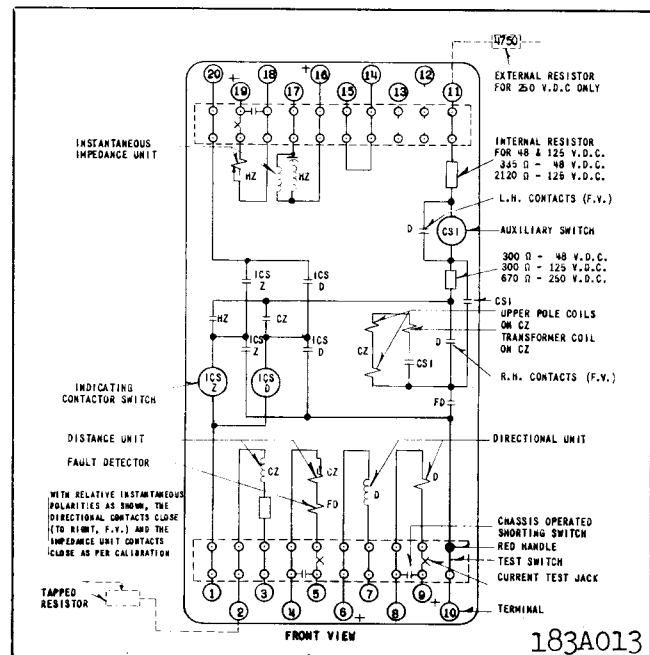 4750
EXTERNAL RESISTOR
FOR 250 V.D.C ONLY
20 + 19 18 17 + 16 15 14 13 12 11
INSTANTANEOUS
IMPEDANCE UNIT
HZ
HZ
INTERNAL RESISTOR
FOR 48 & 125 V.D.C.
335 Ω - 48 V.D.C.
2120 Ω - 125 V.D.C.
L.H. CONTACTS (F.V.)
D
CS1
AUXILIARY SWITCH
300 Ω - 48 V.D.C.
300 Ω - 125 V.D.C.
670 Ω - 250 V.D.C.
ICS
Z
ICS
D
CS1
HZ
CZ
ICS
Z
ICS
D
UPPER POLE COILS
ON CZ
TRANSFORMER COIL
ON CZ
CZ
CS1
D
R.H. CONTACTS (F.V.)
ICS
Z
ICS
D
INDICATING
CONTACTOR SWITCH
FD
DISTANCE UNIT
DIRECTIONAL UNIT
FAULT DETECTOR
CZ
CZ
FD
D
D
WITH RELATIVE INSTANTANEOUS
POLARITIES AS SHOWN, THE
DIRECTIONAL CONTACTS CLOSE
(TO RIGHT, F.V.) AND THE
IMPEDANCE UNIT CONTACTS
CLOSE AS PER CALIBRATION
CHASSIS OPERATED
SHORTING SWITCH
RED HANDLE
TEST SWITCH
CURRENT TEST JACK
TAPPED
RESISTOR
1 2 3 4 5 6 + 7 8 9 + 10
TERMINAL
FRONT VIEW
183A013